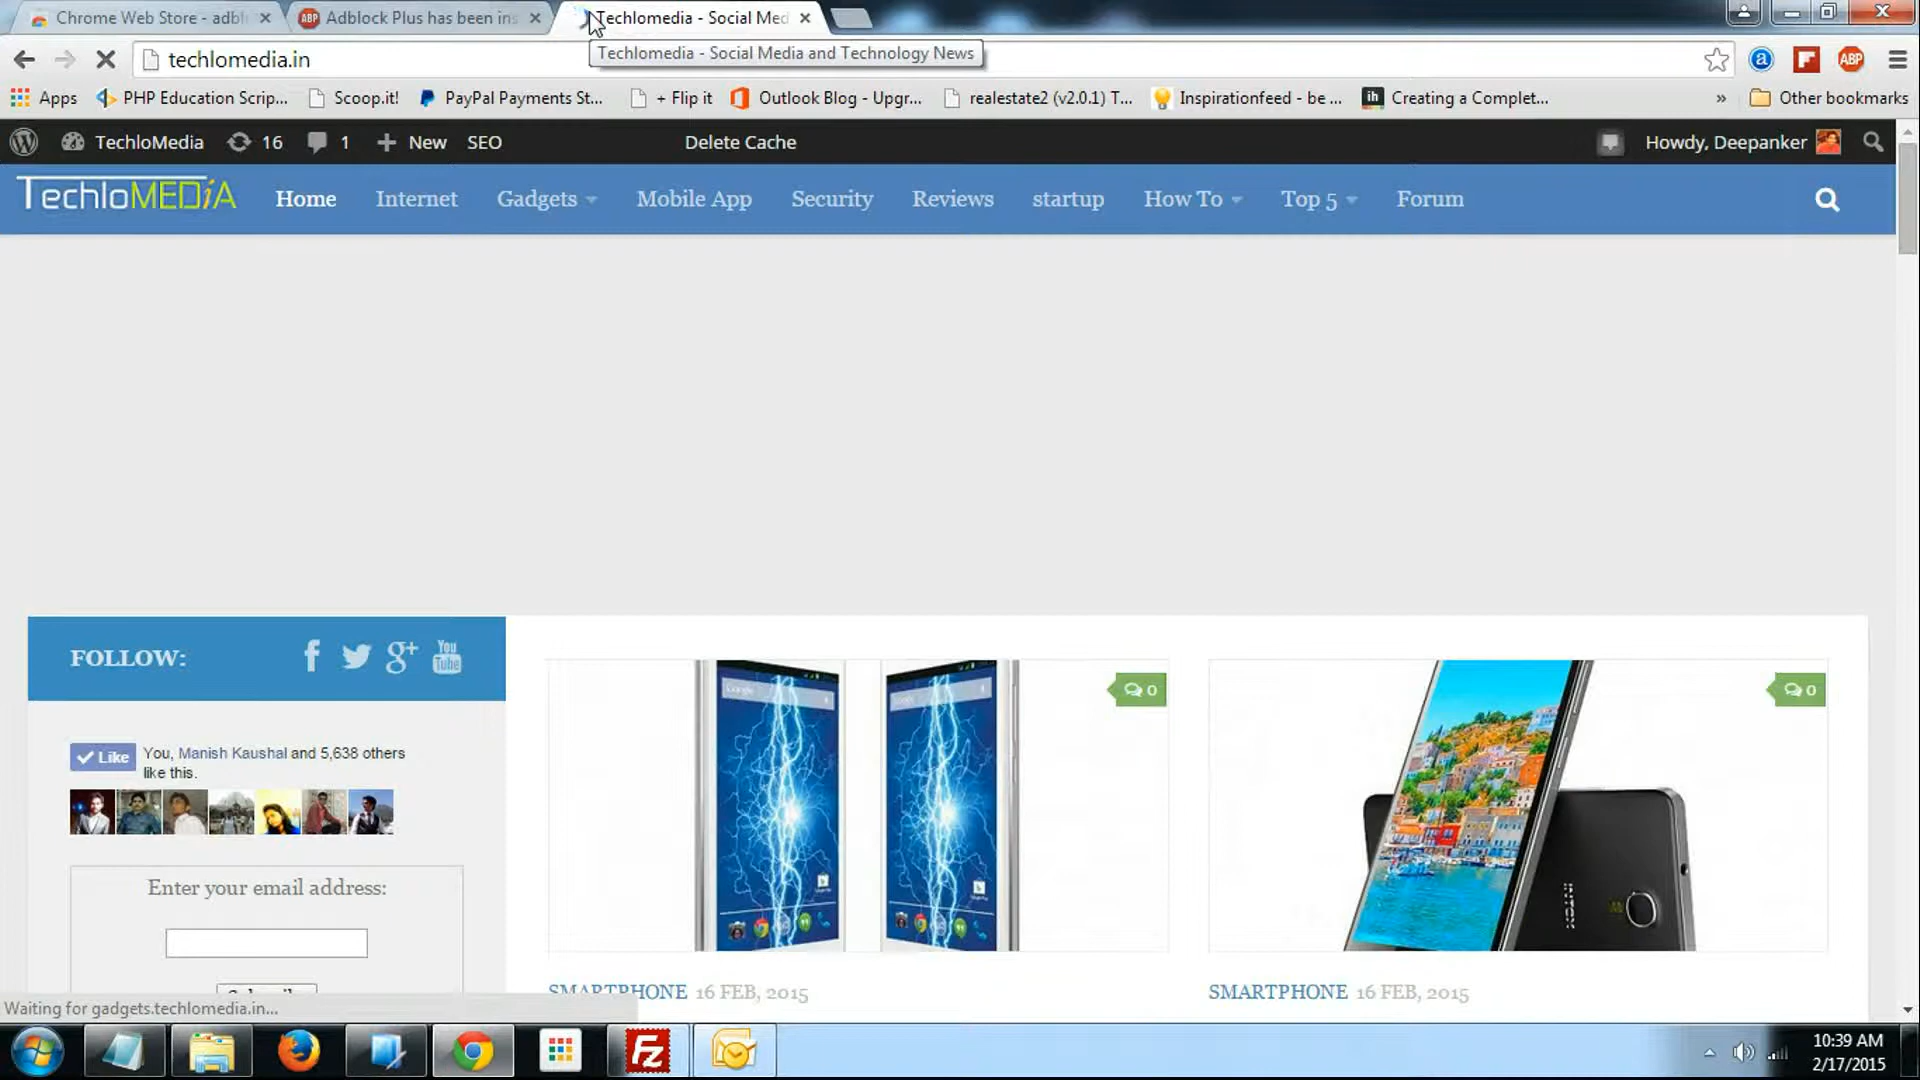 Chrome Web Store - adbl
Adblock Plus has been ins
Techlomedia - Social Med
techlomedia.in
Techlomedia - Social Media and Technology News
Apps
PHP Education Scrip...
Scoop.it!
PayPal Payments St...
+ Flip it
Outlook Blog - Upgr...
realestate2 (v2.0.1) T...
Inspirationfeed - be ...
Creating a Complet...
»
Other bookmarks
TechloMedia
16
1
New
SEO
Delete Cache
Howdy, Deepanker
TechloMEDiA
Home
Internet
Gadgets
Mobile App
Security
Reviews
startup
How To
Top 5
Forum
FOLLOW:
You
Tube
Like
You, Manish Kaushal and 5,638 others
like this.
Enter your email address:
0
0
SMARTPHONE 16 FEB, 2015
SMARTPHONE 16 FEB, 2015
Waiting for gadgets.techlomedia.in...
10:39 AM
2/17/2015